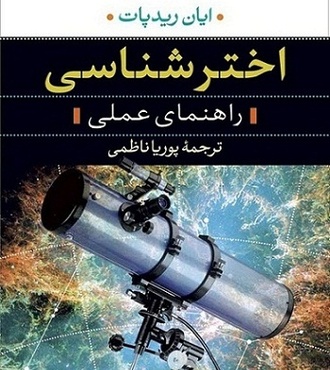 • ایان ریدپات •
اخترشناسی
راهنمای عملی
ترجمهٔ پوریا ناظمی